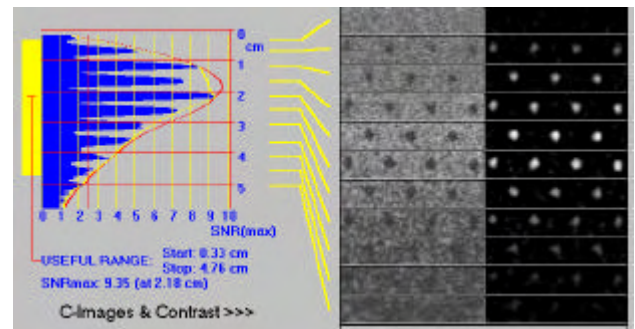 0
cm
1
2
3
4
5
0 1 2 3 4 5 6 7 8 9 10
SNR(max)
USEFUL RANGE: Start: 0.33 cm
Stop: 4.76 cm
SNRmax: 9.35 (at 2.18 cm)
C-Images & Contrast >>>